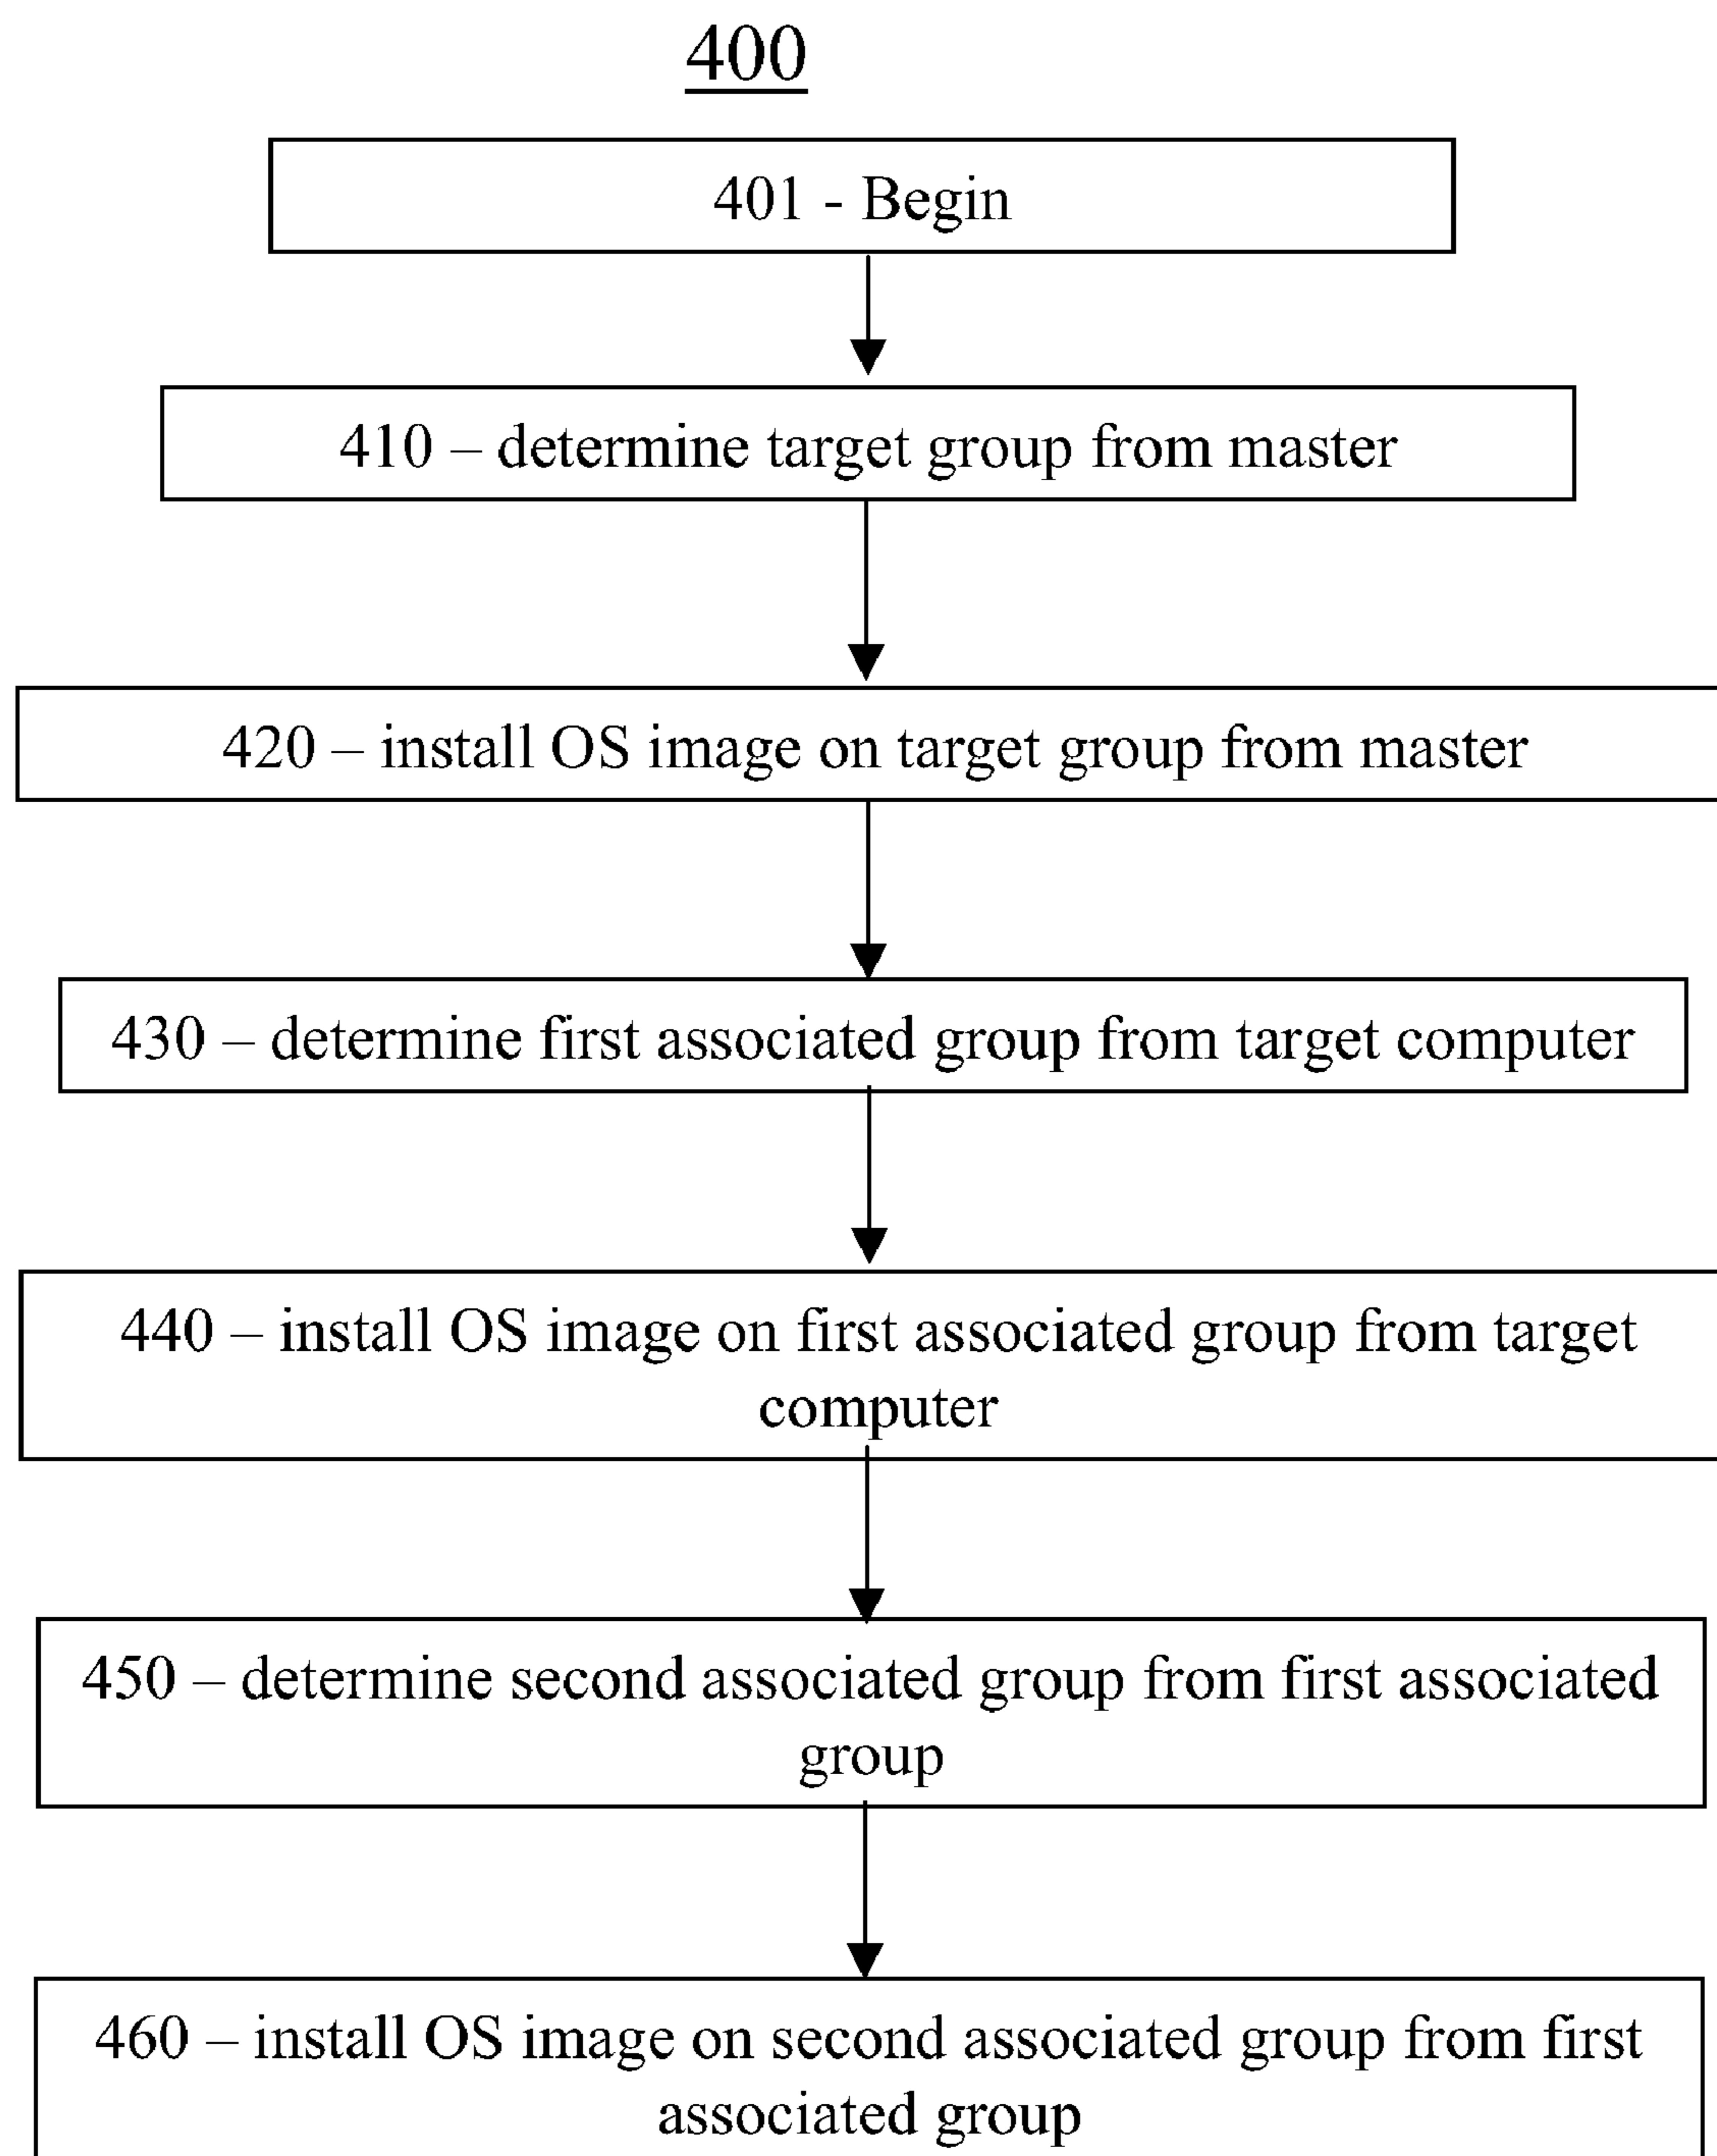 400
401 - Begin
410 – determine target group from master
420 – install OS image on target group from master
430 – determine first associated group from target computer
440 – install OS image on first associated group from target
computer
450 – determine second associated group from first associated
group
460 – install OS image on second associated group from first
associated group